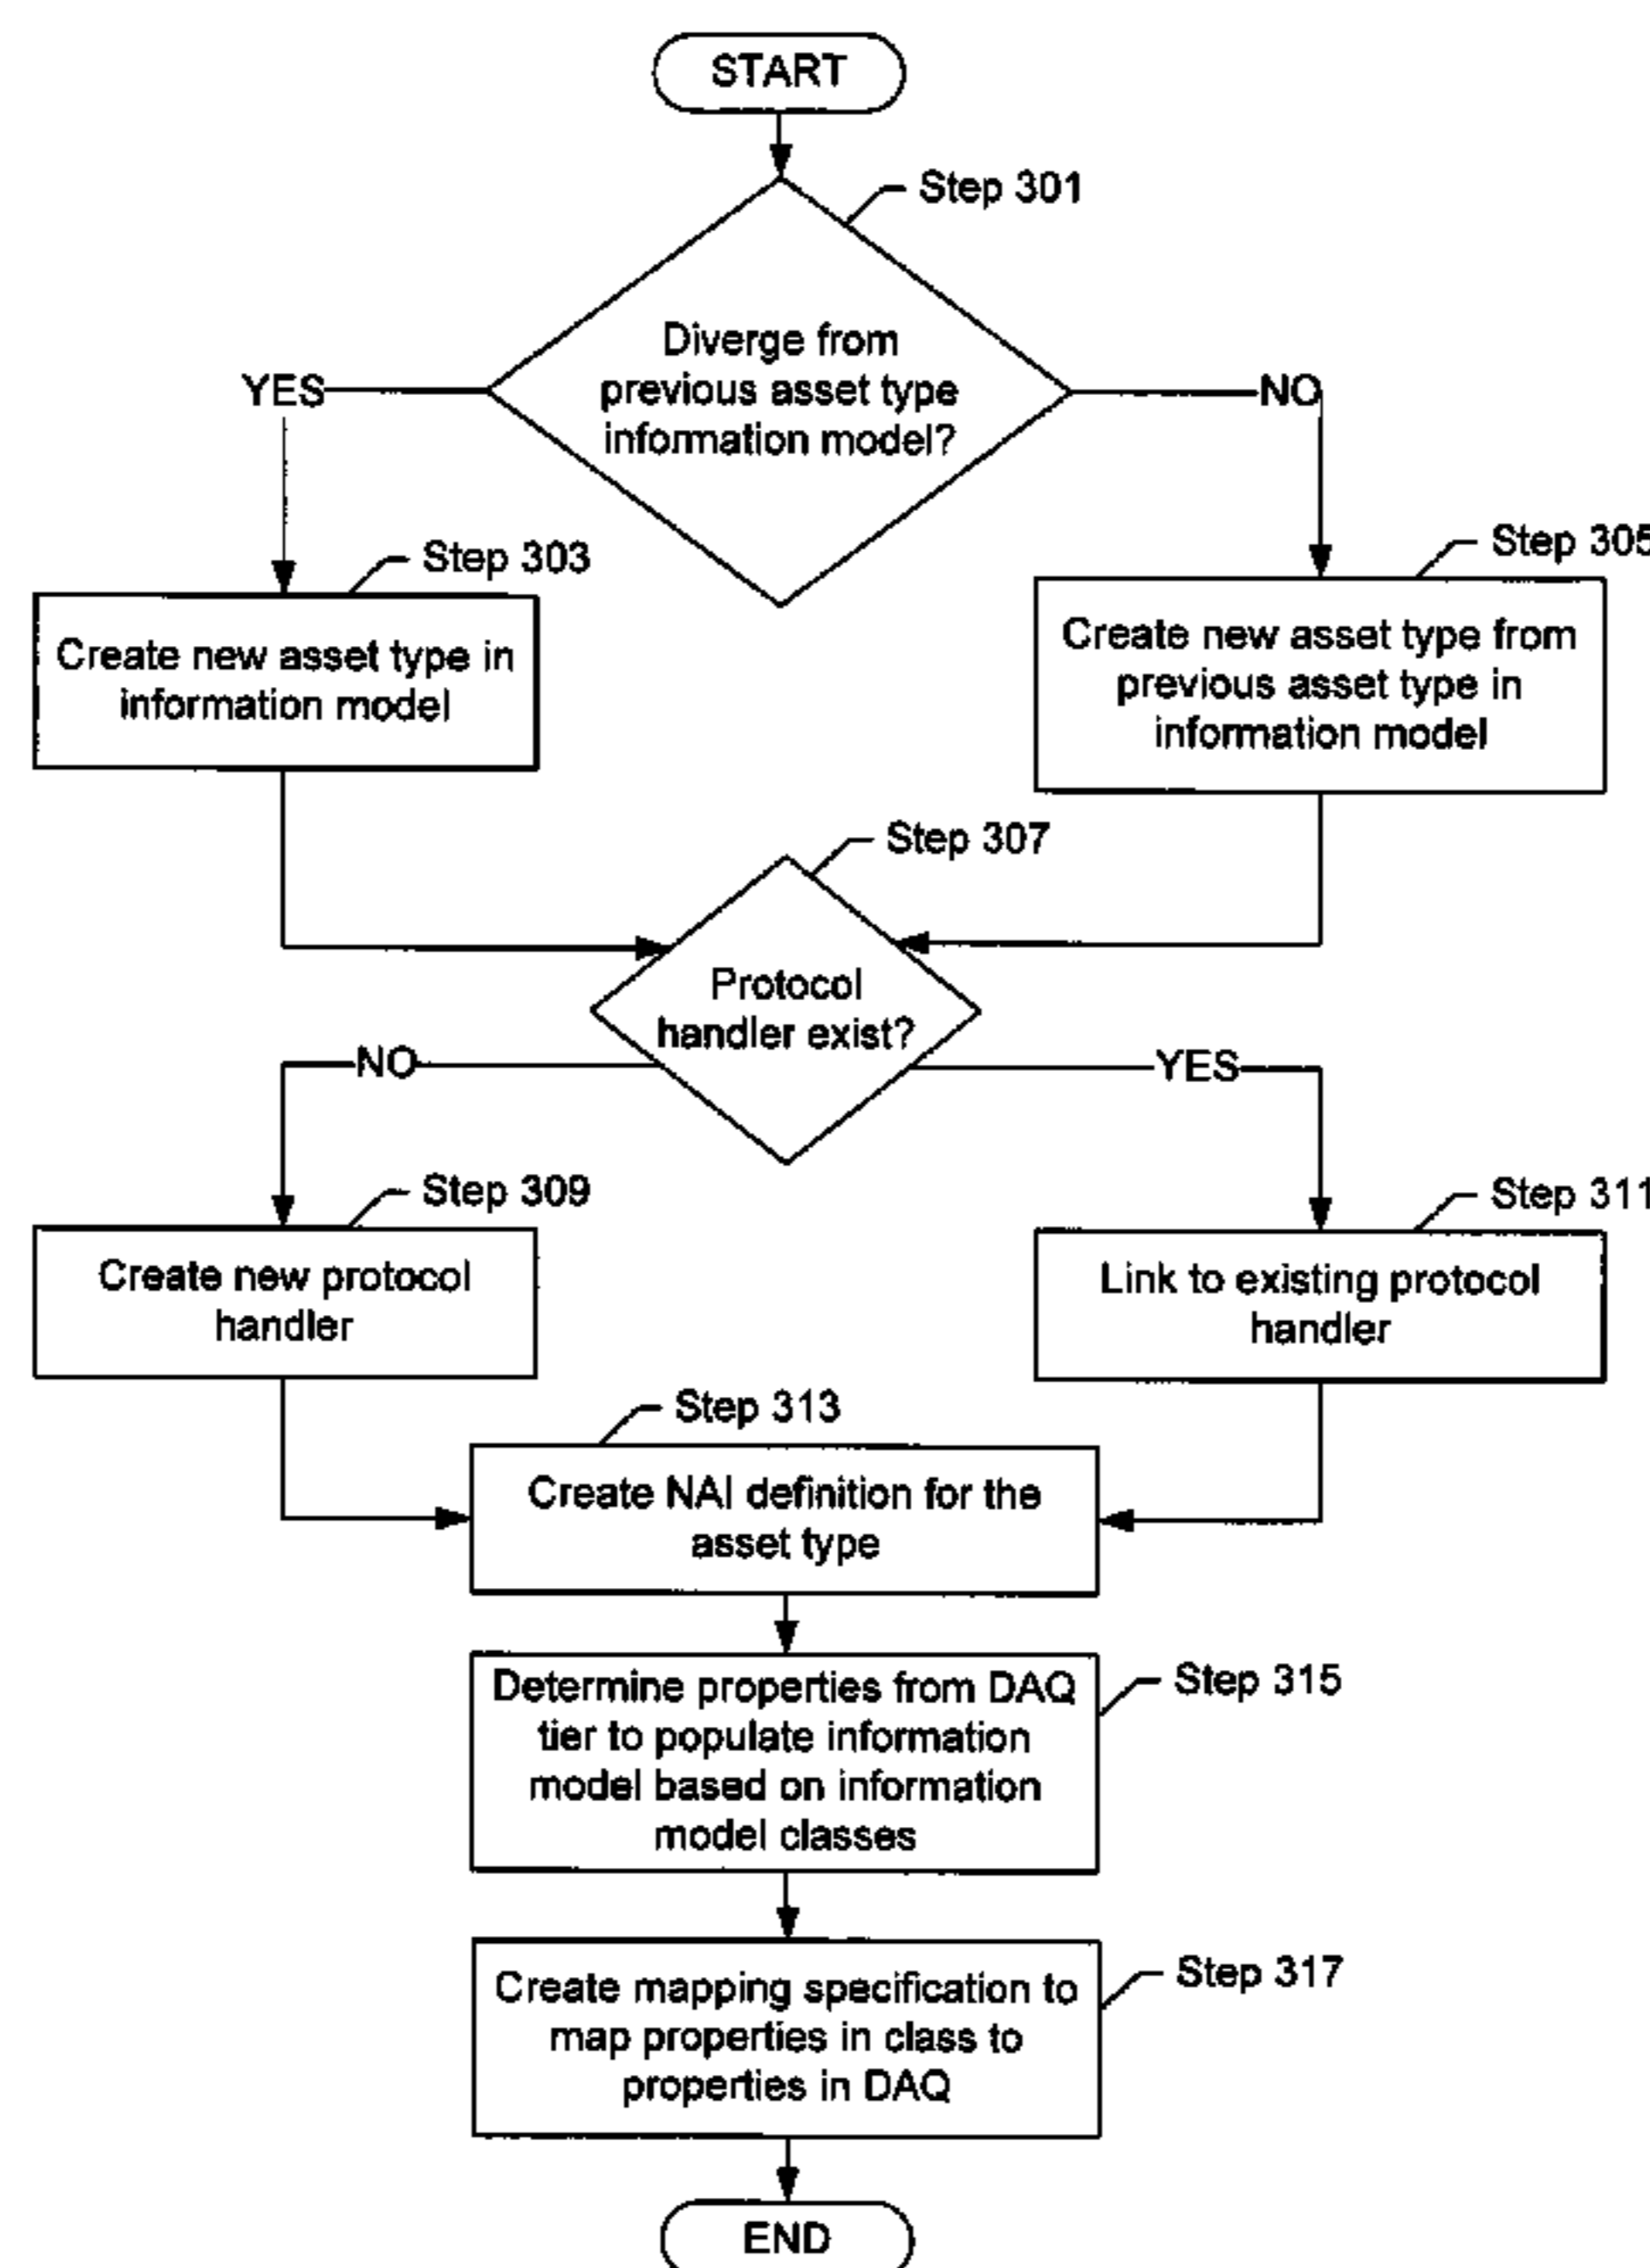 START
Step 301
Diverge from
previous asset type
information model?
YES
NO
Step 303
Create new asset type in
information model
Step 305
Create new asset type from
previous asset type in
information model
Step 307
Protocol
handler exist?
NO
YES
Step 309
Create new protocol
handler
Step 311
Link to existing protocol
handler
Step 313
Create NAI definition for the
asset type
Determine properties from DAQ
tier to populate information
model based on information
model classes
Step 315
Create mapping specification to
map properties in class to
properties in DAQ
Step 317
END